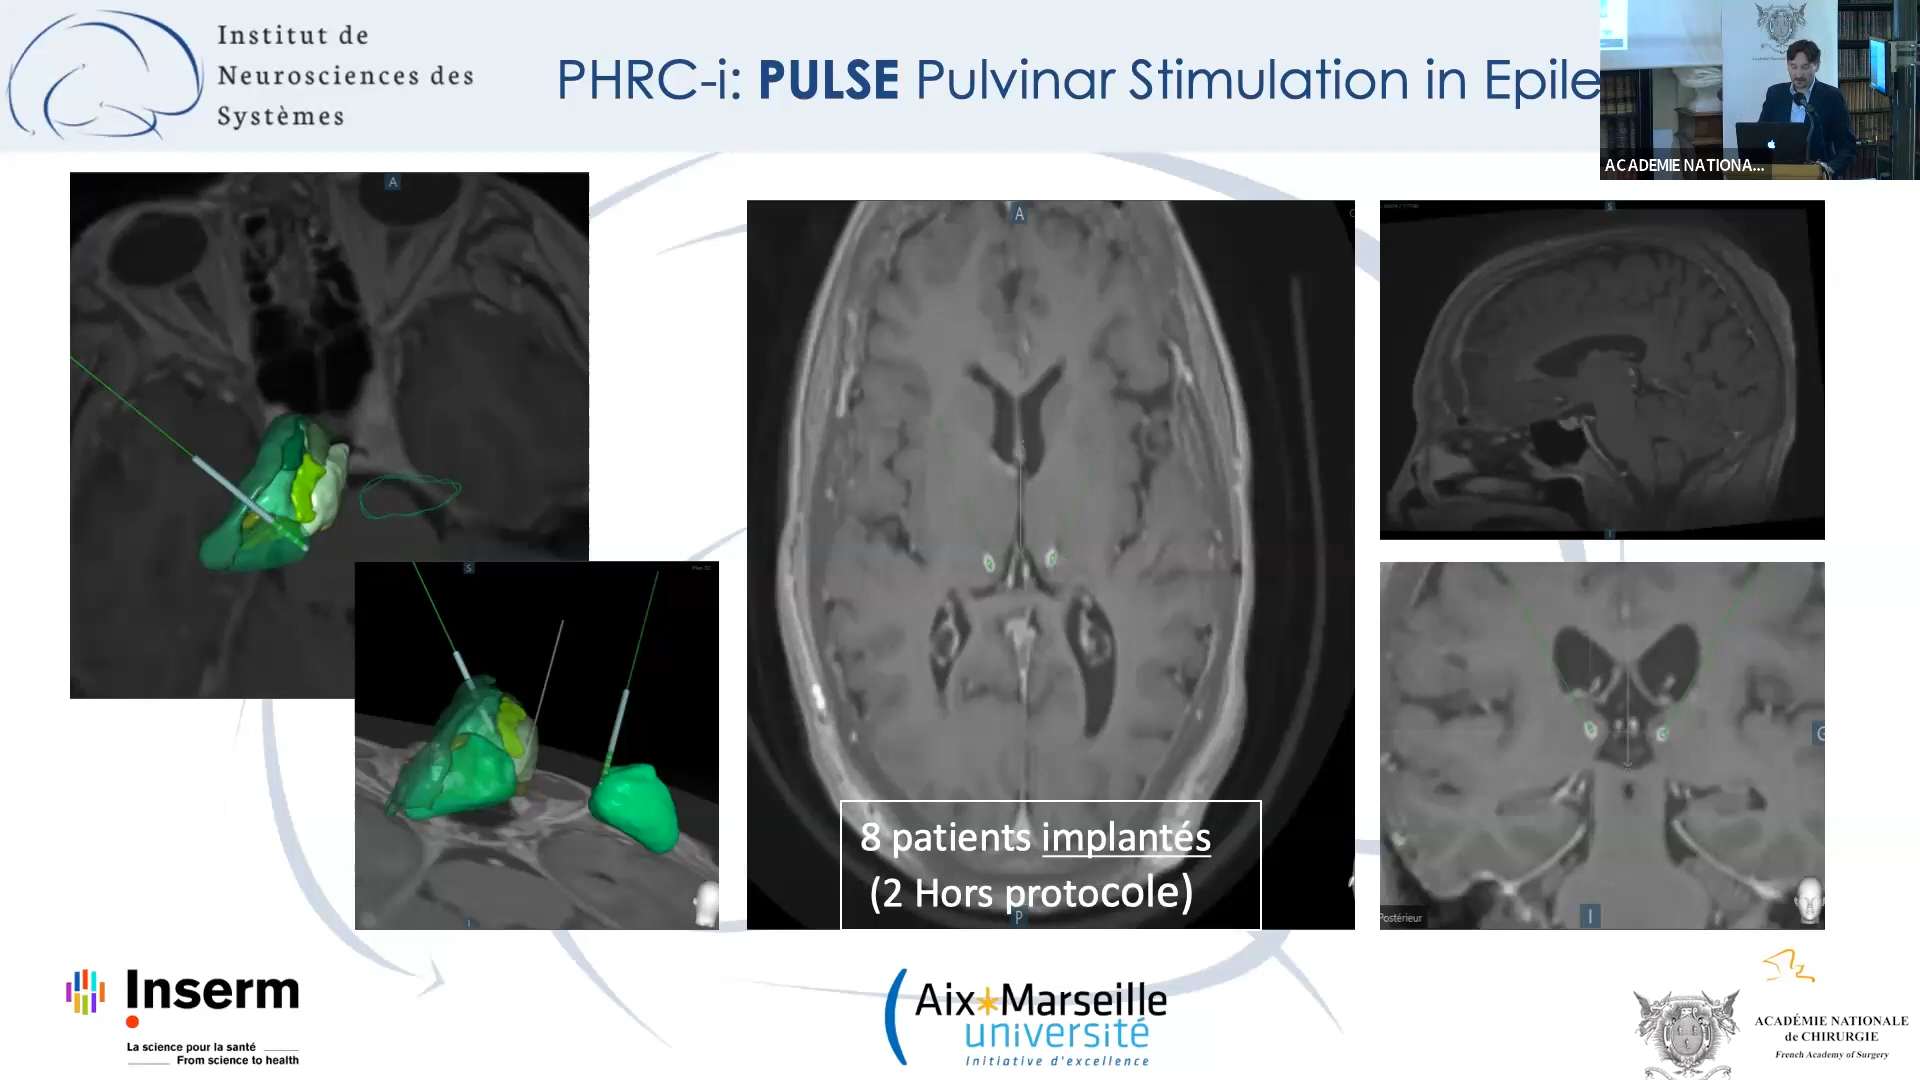 Institut de
Neurosciences des
Systèmes
PHRC-i: PULSE Pulvinar Stimulation in Epile
ACADEMIE NATIONA...
A
A
S
S
8 patients implantés
(2 Hors protocole)
P
I
Postérieur
Inserm
La science pour la santé
From science to health
Aix*Marseille
université
Initiative d'excellence
ACADÉMIE NATIONALE
de CHIRURGIE
French Academy of Surgery